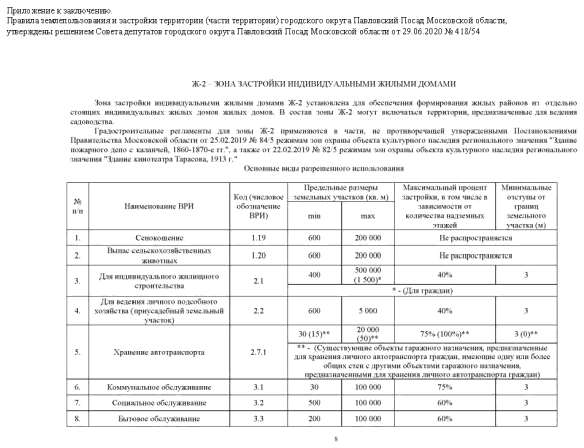 Приложение к заключению.
Правила землепользования и застройки территории (части территории) городского округа Павловский Посад Московской области,
утверждены решением Совета депутатов городского округа Павловский Посад Московской области от 29.06.2020 № 418/54
Ж-2 – ЗОНА ЗАСТРОЙКИ ИНДИВИДУАЛЬНЫМИ ЖИЛЫМИ ДОМАМИ
Зона застройки индивидуальными жилыми домами Ж-2 установлена для обеспечения формирования жилых районов из отдельно
стоящих индивидуальных жилых домов жилых домов. В состав зоны Ж-2 могут включаться территории, предназначенные для ведения
садоводства.
Градостроительные регламенты для зоны Ж-2 применяются в части, не противоречащей утвержденными Постановлениями
Правительства Московской области от 25.02.2019 № 84/5 режимам зон охраны объекта культурного наследия регионального значения "Здание
пожарного депо с каланчей, 1860-1870-е гг.", а также от 22.02.2019 № 82/5 режимам зон охраны объекта культурного наследия регионального
значения "Здание кинотеатра Тарасова, 1913 г."
Основные виды разрешенного использования
№ п/п Наименование ВРИ Код (числовое обозначение ВРИ) Предельные размеры земельных участков (кв. м) Максимальный процент застройки, в том числе в зависимости от количества надземных этажей Минимальные отступы от границ земельного участка (м)
min max
1. Сенокошение 1.19 600 200 000 Не распространяется
2. Выпас сельскохозяйственных животных 1.20 600 200 000 Не распространяется
3. Для индивидуального жилищного строительства 2.1 400 500 000 (1 500)* 40% 3
* - (Для граждан)
4. Для ведения личного подсобного хозяйства (приусадебный земельный участок) 2.2 600 5 000 40% 3
5. Хранение автотранспорта 2.7.1 30 (15)** 20 000 (50)** 75% (100%)** 3 (0)**
** - (Существующие объекты гаражного назначения, предназначенные
для хранения личного автотранспорта граждан, имеющие одну или более
общих стен с другими объектами гаражного назначения,
предназначенными для хранения личного автотранспорта граждан)
6. Коммунальное обслуживание 3.1 30 100 000 75% 3
7. Социальное обслуживание 3.2 500 100 000 60% 3
8. Бытовое обслуживание 3.3 200 100 000 60% 3
8